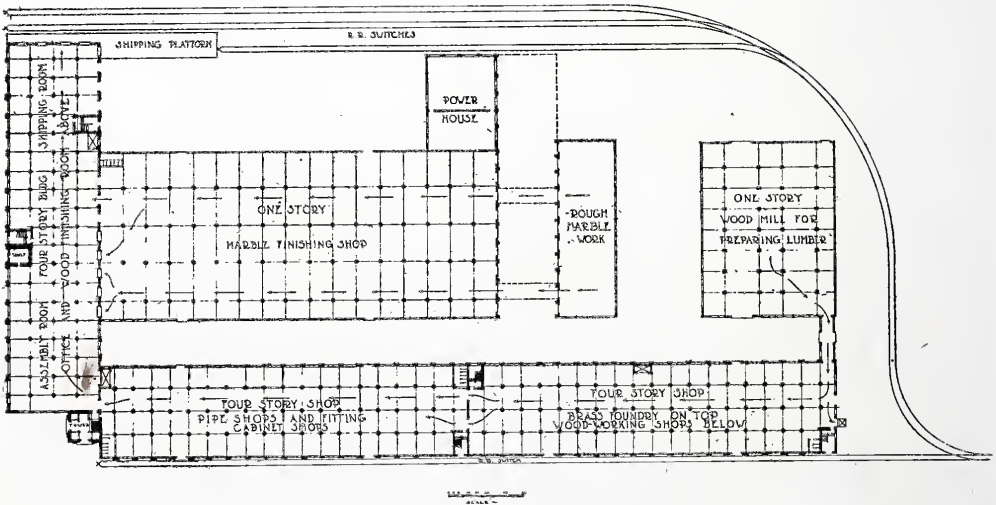 R.R. SWITCHES
SHIPPING PLATFORM
POWER
HOUSE
ASSEMBLY ROOM FOUR STORY BLDG SHIPPING ROOM
OFFICE AND WOOD FINISHING ROOM ABOVE
ONE STORY
MARBLE FINISHING SHOP
ROUGH
MARBLE
WORK
ONE STORY
WOOD MILL FOR
PREPARING LUMBER
FOUR STORY SHOP
PIPE SHOPS AND FITTING
CABINET SHOPS
FOUR STORY SHOP
BRASS FOUNDRY ON TOP
WOOD-WORKING SHOPS BELOW
TOWER
R.R. SWITCH
SCALE